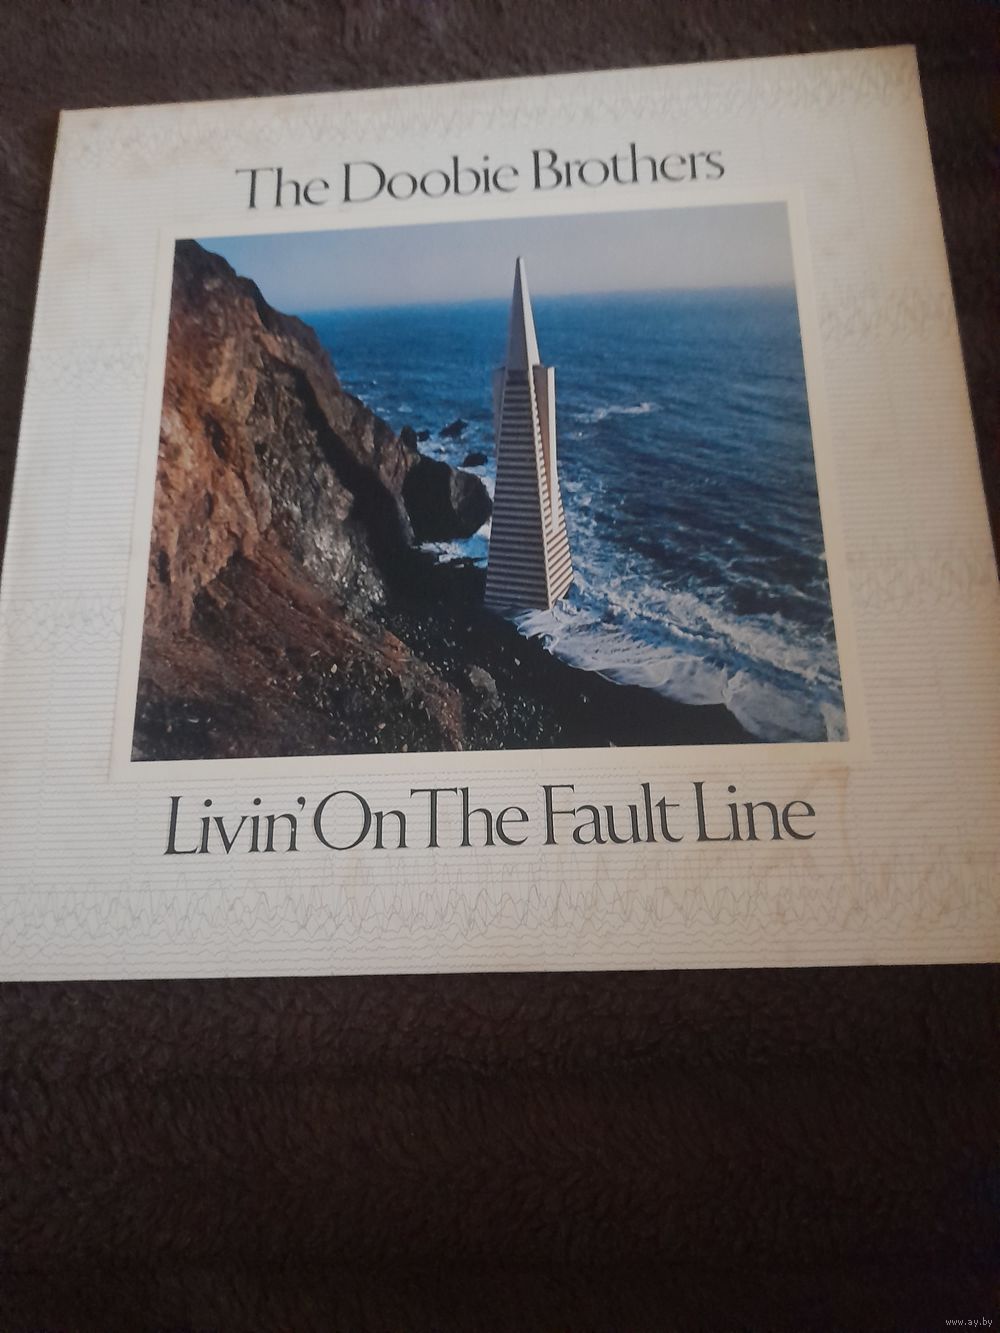 The Doobie Brothers
Livin' On The Fault Line
www.ay.by